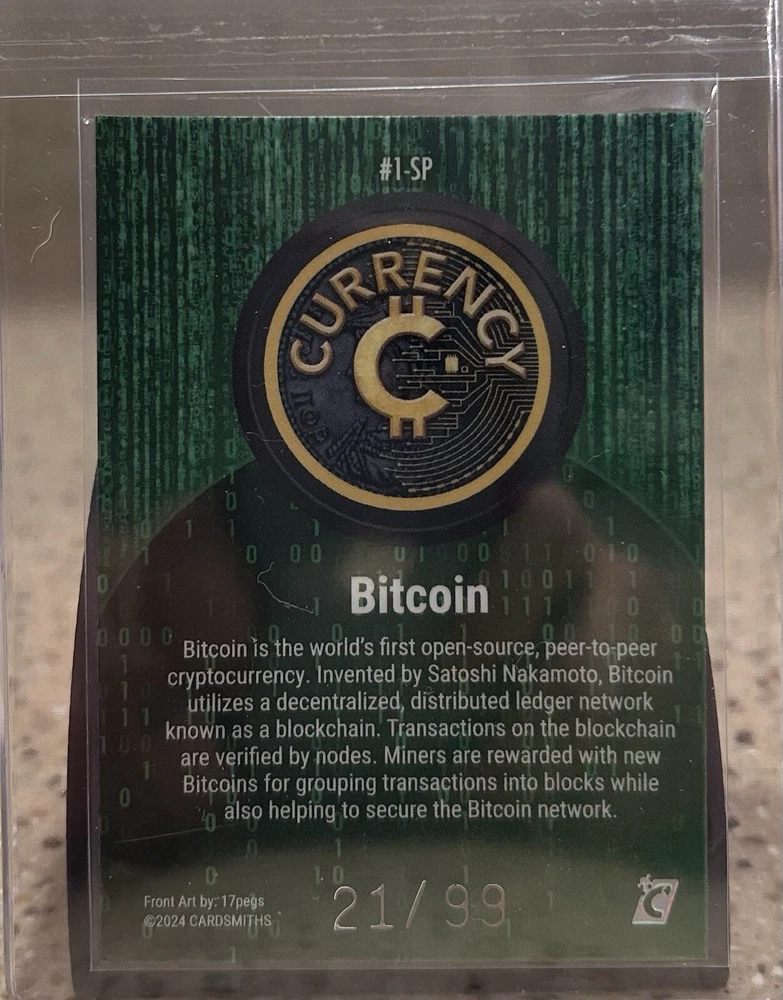 #1-SP
CURRENCY
Bitcoin
Bitcoin is the world's first open-source, peer-to-peer
cryptocurrency. Invented by Satoshi Nakamoto, Bitcoin
utilizes a decentralized, distributed ledger network
known as a blockchain. Transactions on the blockchain
are verified by nodes. Miners are rewarded with new
Bitcoins for grouping transactions into blocks while
also helping to secure the Bitcoin network.
Front Art by: 17pegs
©2024 CARDSMITHS
21/99